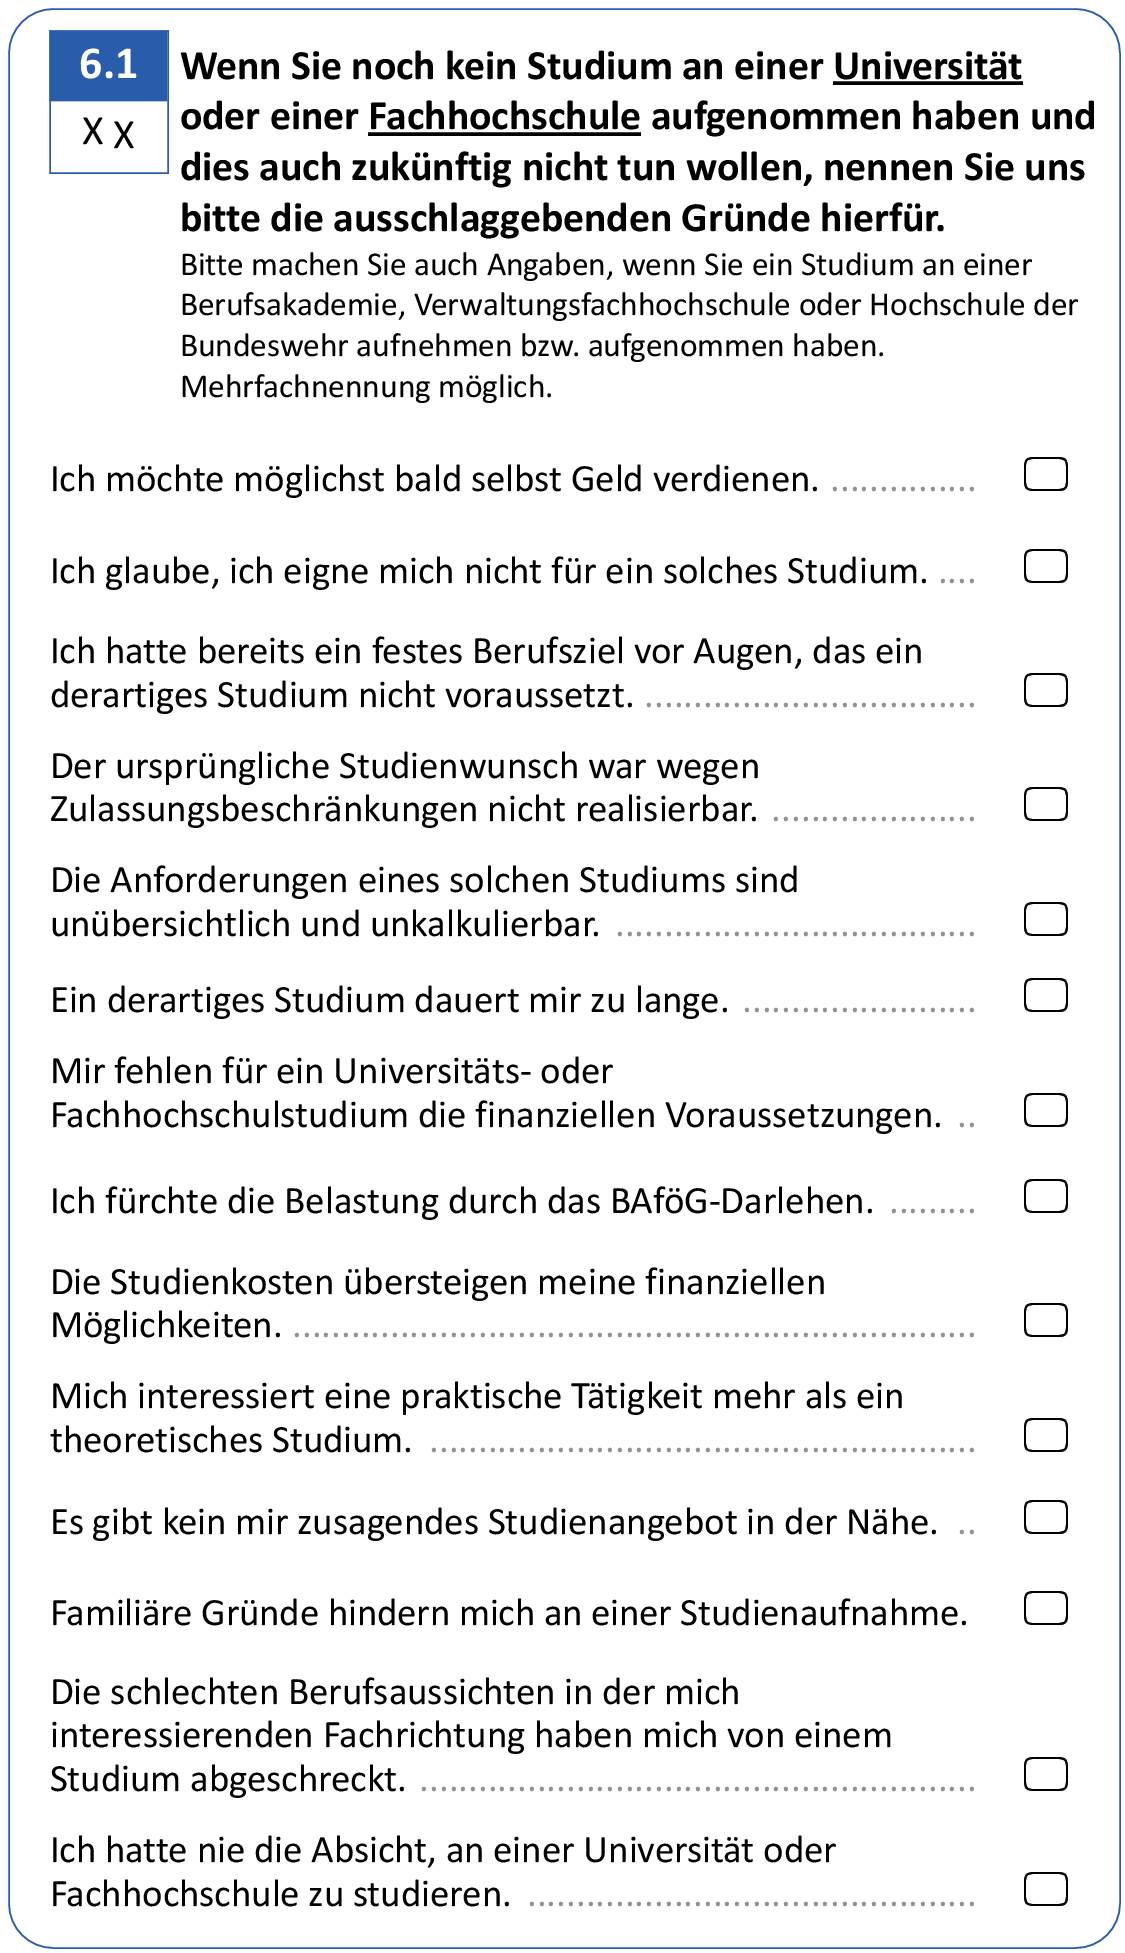 6.1
X X
Wenn Sie noch kein Studium an einer Universität
oder einer Fachhochschule aufgenommen haben und
dies auch zukünftig nicht tun wollen, nennen Sie uns
bitte die ausschlaggebenden Gründe hierfür.
Bitte machen Sie auch Angaben, wenn Sie ein Studium an einer
Berufsakademie, Verwaltungsfachhochschule oder Hochschule der
Bundeswehr aufnehmen bzw. aufgenommen haben.
Mehrfachnennung möglich.
Ich möchte möglichst bald selbst Geld verdienen. ...............
Ich glaube, ich eigne mich nicht für ein solches Studium. ....
Ich hatte bereits ein festes Berufsziel vor Augen, das ein
derartiges Studium nicht voraussetzt. ..................................
Der ursprüngliche Studienwunsch war wegen
Zulassungsbeschränkungen nicht realisierbar. .....................
Die Anforderungen eines solchen Studiums sind
unübersichtlich und unkalkulierbar. .....................................
Ein derartiges Studium dauert mir zu lange. ........................
Mir fehlen für ein Universitäts- oder
Fachhochschulstudium die finanziellen Voraussetzungen. ..
Ich fürchte die Belastung durch das BAföG-Darlehen. .........
Die Studienkosten übersteigen meine finanziellen
Möglichkeiten. ......................................................................
Mich interessiert eine praktische Tätigkeit mehr als ein
theoretisches Studium. ........................................................
Es gibt kein mir zusagendes Studienangebot in der Nähe. ..
Familiäre Gründe hindern mich an einer Studienaufnahme.
Die schlechten Berufsaussichten in der mich
interessierenden Fachrichtung haben mich von einem
Studium abgeschreckt. .........................................................
Ich hatte nie die Absicht, an einer Universität oder
Fachhochschule zu studieren. ..............................................